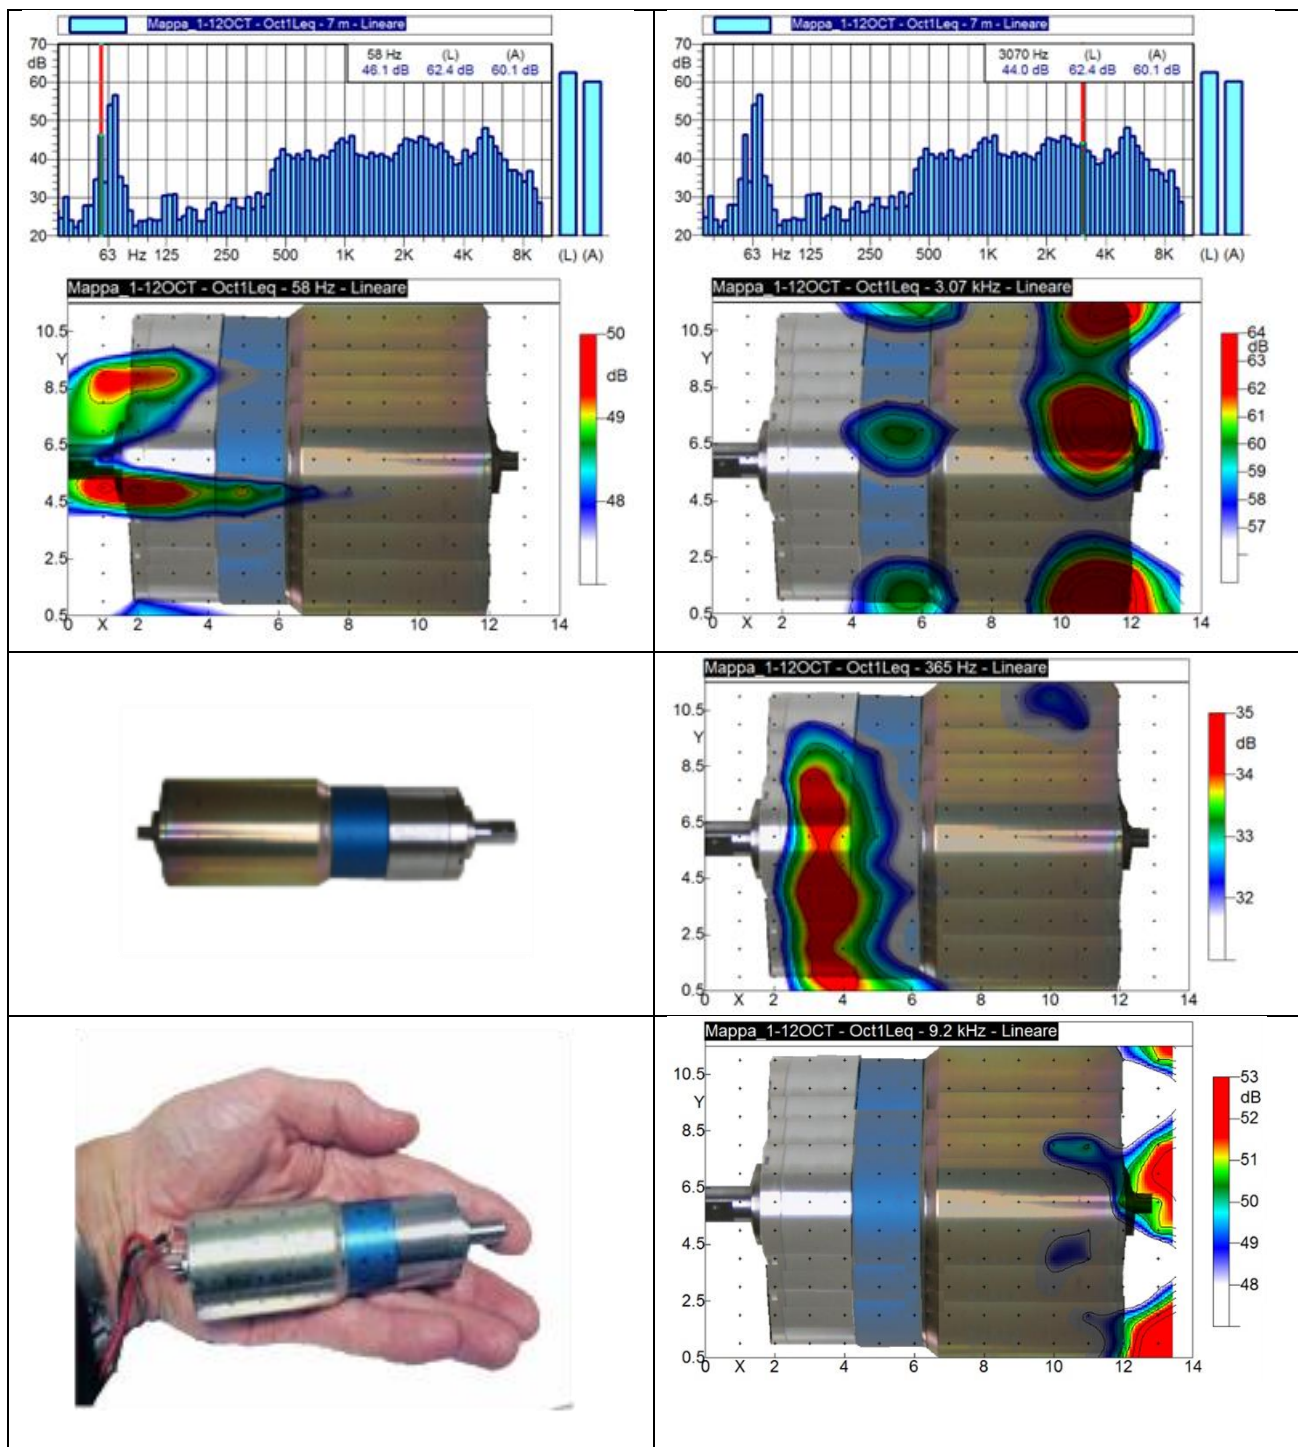 Mappa_1-12OCT - Oct1Leq - 7 m - Lineare
70
dB
60
50
40
30
20
58 Hz (L) (A)
46.1 dB 62.4 dB 60.1 dB
63 Hz 125 250 500 1K 2K 4K 8K (L) (A)
Mappa_1-12OCT - Oct1Leq - 58 Hz - Lineare
10.5
Y
8.5
6.5
4.5
2.5
0.5
0 X 2 4 6 8 10 12 14
50
dB
49
48
Mappa_1-12OCT - Oct1Leq - 7 m - Lineare
70
dB
60
50
40
30
20
3070 Hz (L) (A)
44.0 dB 62.4 dB 60.1 dB
63 Hz 125 250 500 1K 2K 4K 8K (L) (A)
Mappa_1-12OCT - Oct1Leq - 3.07 kHz - Lineare
10.5
Y
8.5
6.5
4.5
2.5
0.5
0 X 2 4 6 8 10 12 14
64
dB
63
62
61
60
59
58
57
Mappa_1-12OCT - Oct1Leq - 365 Hz - Lineare
10.5
Y
8.5
6.5
4.5
2.5
0.5
0 X 2 4 6 8 10 12 14
35
dB
34
33
32
Mappa_1-12OCT - Oct1Leq - 9.2 kHz - Lineare
10.5
Y
8.5
6.5
4.5
2.5
0.5
0 X 2 4 6 8 10 12 14
53
dB
52
51
50
49
48